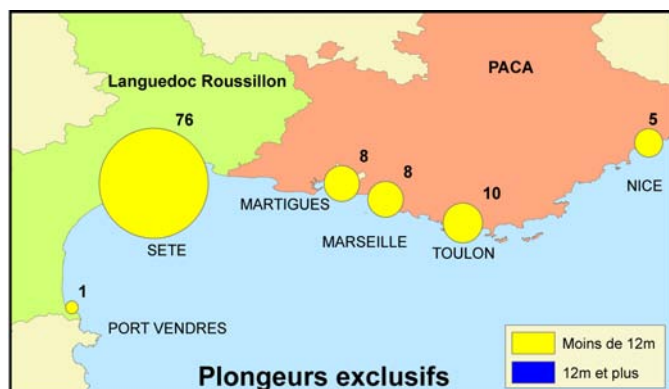 PACA
Languedoc Roussillon
76
5
8
8
10
MARTIGUES
NICE
SETE
MARSEILLE
TOULON
1
PORT VENDRES
Moins de 12m
12m et plus
Plongeurs exclusifs